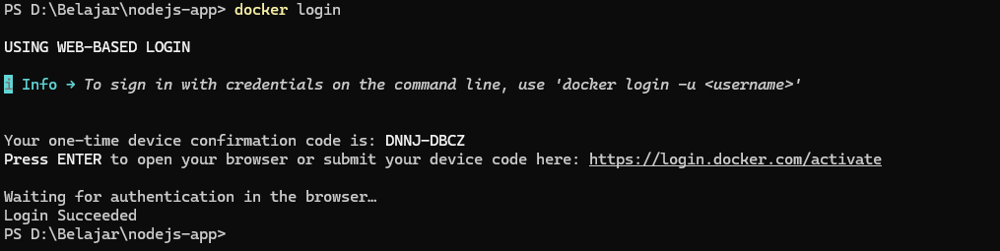 PS D:\Belajar\nodejs-app> docker login
USING WEB-BASED LOGIN
i Info → To sign in with credentials on the command line, use 'docker login -u <username>'
Your one-time device confirmation code is: DNNJ-DBCZ
Press ENTER to open your browser or submit your device code here: https://login.docker.com/activate
Waiting for authentication in the browser…
Login Succeeded
PS D:\Belajar\nodejs-app>